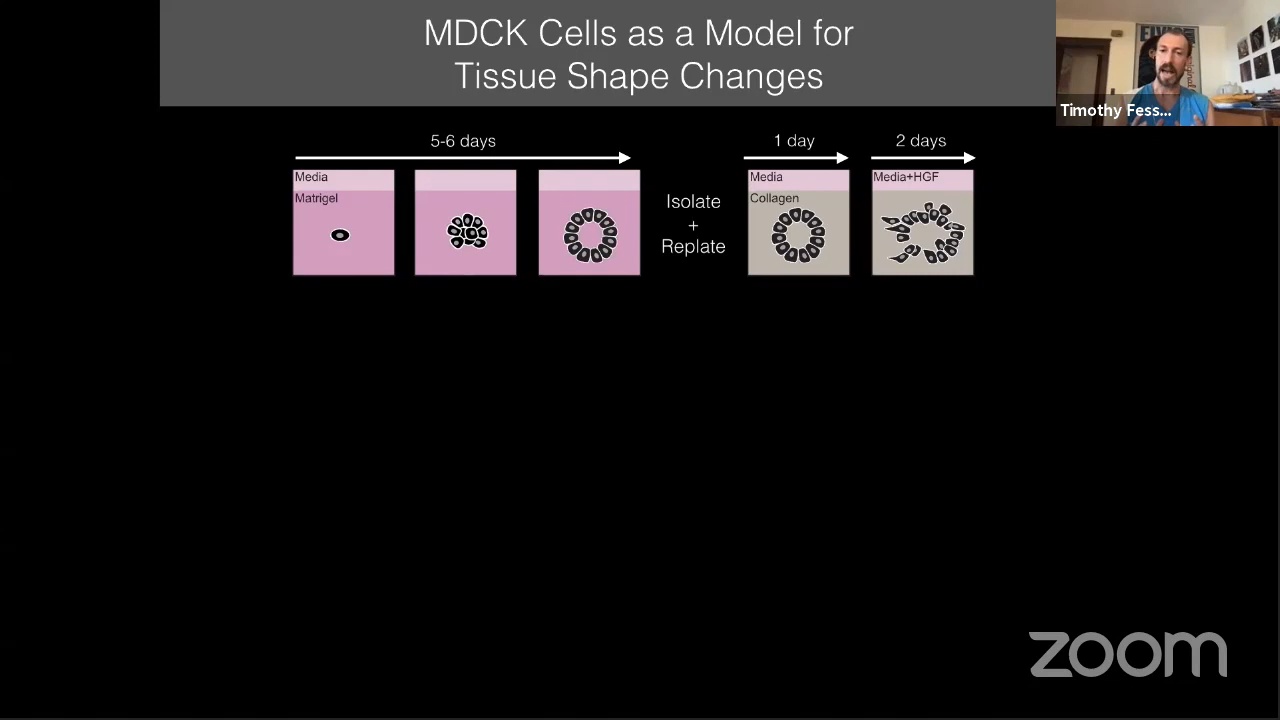 MDCK Cells as a Model for
Tissue Shape Changes
Timothy Fess...
5-6 days
1 day
2 days
Media
Matrigel
Isolate
+
Replate
Media
Collagen
Media+HGF
zoom